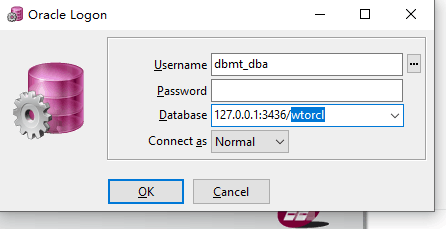 Oracle Logon
Username dbmt_dba ...
Password
Database 127.0.0.1:3436/wtorcl
Connect as Normal
OK Cancel